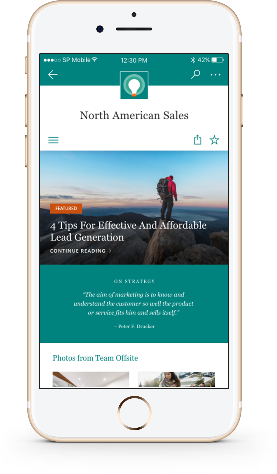 SP Mobile
12:30 PM
42%
North American Sales
FEATURED
4 Tips For Effective And Affordable
Lead Generation
CONTINUE READING
ON STRATEGY
"The aim of marketing is to know and
understand the customer so well the product
or service fits him and sells itself."
– Peter F. Drucker
Photos from Team Offsite